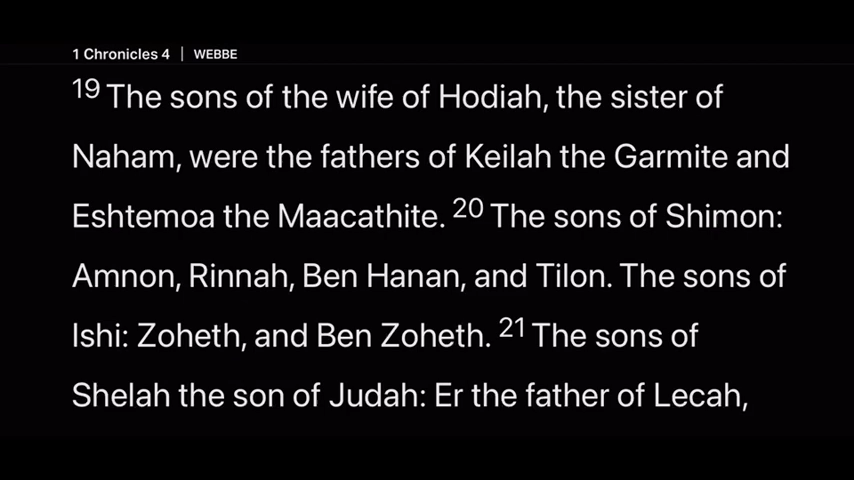 1 Chronicles 4 | WEBBE
19 The sons of the wife of Hodiah, the sister of
Naham, were the fathers of Keilah the Garmite and
Eshtemoa the Maacathite. 20 The sons of Shimon:
Amnon, Rinnah, Ben Hanan, and Tilon. The sons of
Ishi: Zoheth, and Ben Zoheth. 21 The sons of
Shelah the son of Judah: Er the father of Lecah,